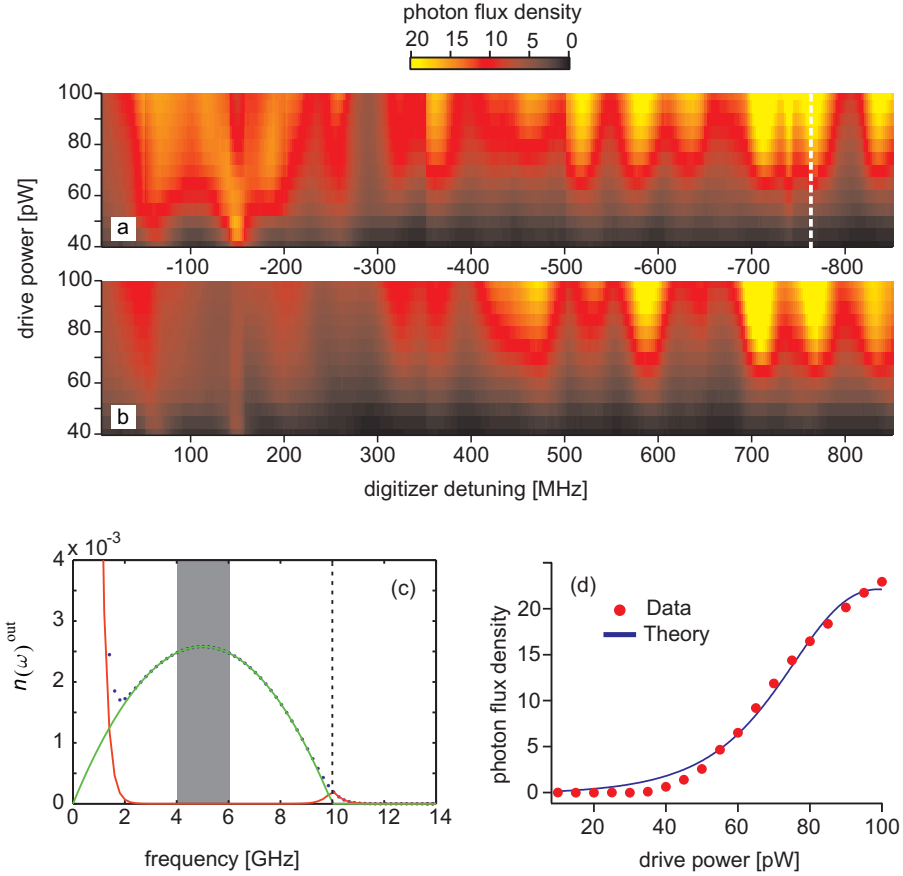 photon flux density
20 15 10 5 0
drive power [pW]
100
80
60
40
a
-100 -200 -300 -400 -500 -600 -700 -800
100
80
60
40
b
100 200 300 400 500 600 700 800
digitizer detuning [MHz]
4 x 10⁻³
3
2
1
0
n(ω)ᵒᵘᵗ
(c)
0 2 4 6 8 10 12 14
frequency [GHz]
photon flux density
20
15
10
5
0
(d)
Data
Theory
20 40 60 80 100
drive power [pW]